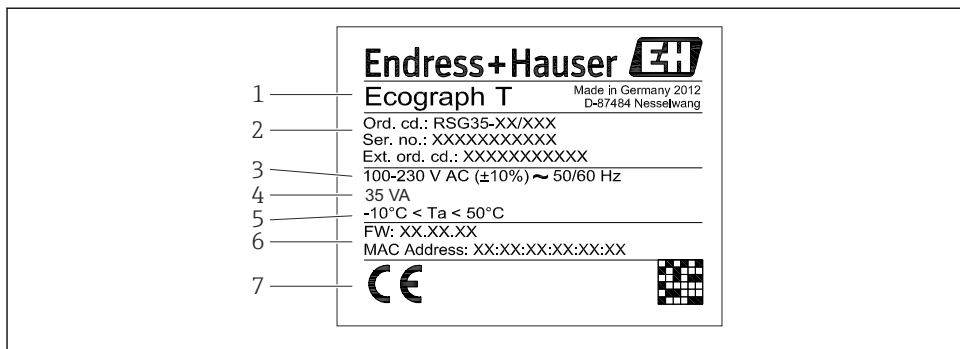 Endress+Hauser EH
1 Ecograph T Made in Germany 2012
D-87484 Nesselwang
2 Ord. cd.: RSG35-XX/XXX
Ser. no.: XXXXXXXXXXX
Ext. ord. cd.: XXXXXXXXXXX
3 100-230 V AC (±10%) ~ 50/60 Hz
4 35 VA
5 -10°C < Ta < 50°C
6 FW: XX.XX.XX
MAC Address: XX:XX:XX:XX:XX:XX
7 CE